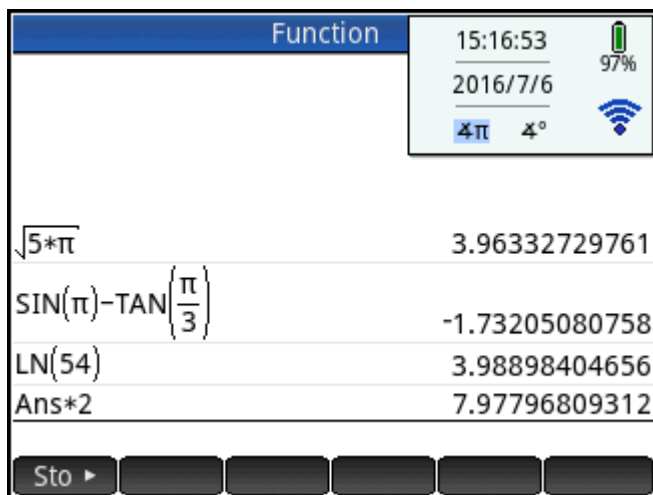 Function
15:16:53
97%
2016/7/6
∡π ∡°
√5*π 3.96332729761
SIN(π)-TAN(π/3) -1.73205080758
LN(54) 3.98898404656
Ans*2 7.97796809312
Sto ►